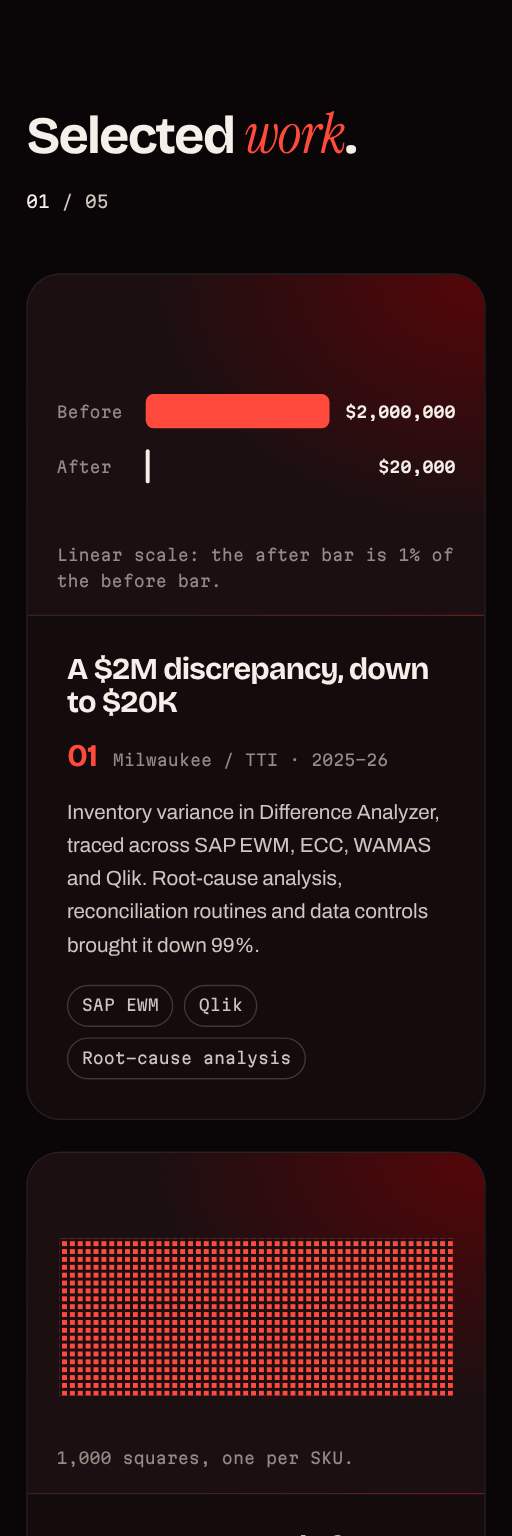 Selected work.
01 / 05
Before $2,000,000
After $20,000
Linear scale: the after bar is 1% of
the before bar.
A $2M discrepancy, down
to $20K
01 Milwaukee / TTI · 2025–26
Inventory variance in Difference Analyzer,
traced across SAP EWM, ECC, WAMAS
and Qlik. Root-cause analysis,
reconciliation routines and data controls
brought it down 99%.
SAP EWM Qlik
Root-cause analysis
1,000 squares, one per SKU.